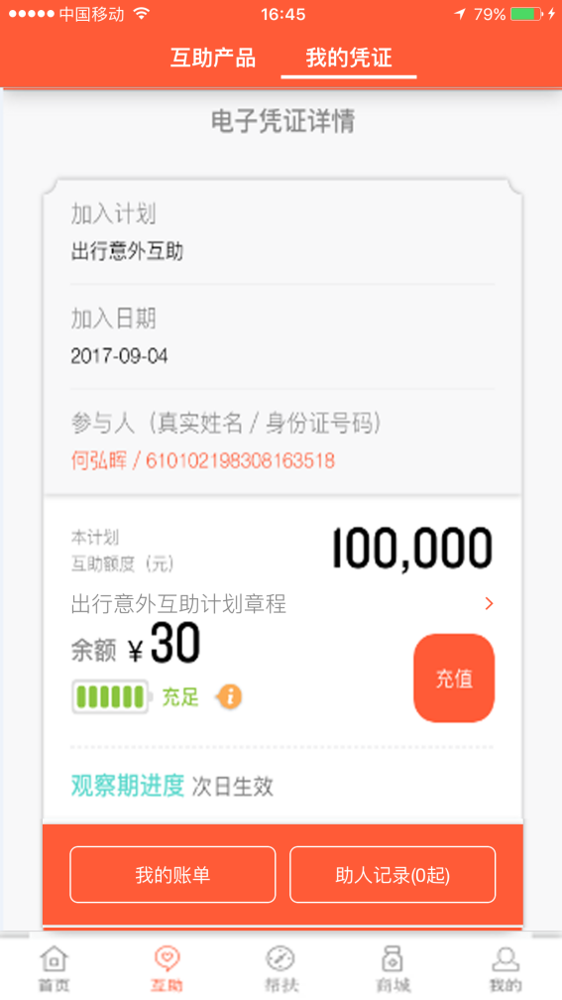 中国移动 16:45 79%
互助产品 我的凭证
电子凭证详情
加入计划
出行意外互助
加入日期
2017-09-04
参与人（真实姓名 / 身份证号码）
何弘晖 / 610102198308163518
本计划
互助额度（元） 100,000
出行意外互助计划章程
余额 ¥30
充足 i 充值
观察期进度 次日生效
我的账单 助人记录(0起)
首页 互助 帮扶 商城 我的